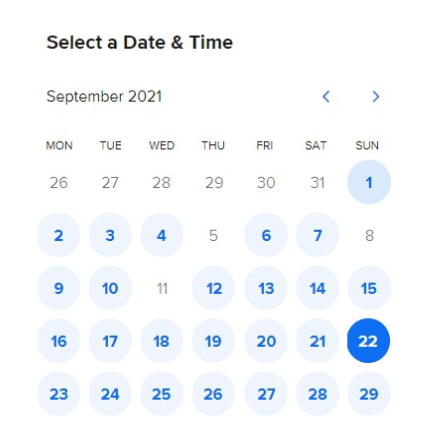 Select a Date & Time
September 2021
MON TUE WED THU FRI SAT SUN
26 27 28 29 30 31 1
2 3 4 5 6 7 8
9 10 11 12 13 14 15
16 17 18 19 20 21 22
23 24 25 26 27 28 29